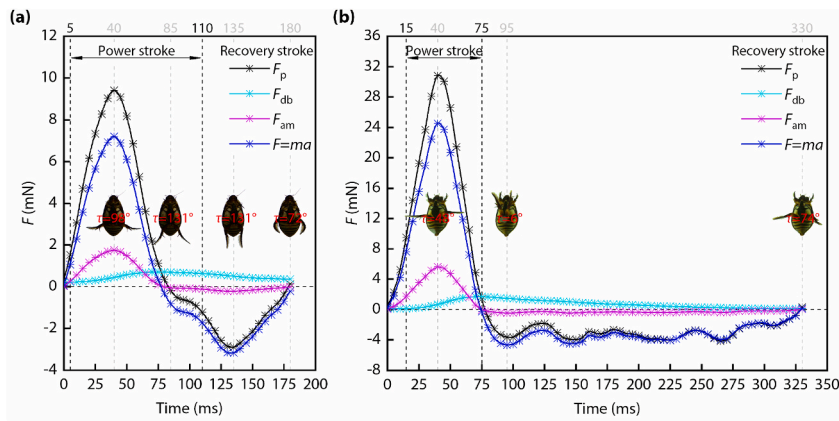 (a)
5 40 85 110 135 180
Power stroke
Recovery stroke
Fp
Fdb
Fam
F=ma
12
10
8
6
4
2
0
-2
-4
F (mN)
τ=98°
0 25 50 75 100 125 150 175 200
Time (ms)
(b)
15 40 75 95 330
Power stroke
Recovery stroke
Fp
Fdb
Fam
F=ma
36
32
28
24
20
16
12
8
4
0
-4
-8
F (mN)
0 25 50 75 100 125 150 175 200 225 250 275 300 325 350
Time (ms)